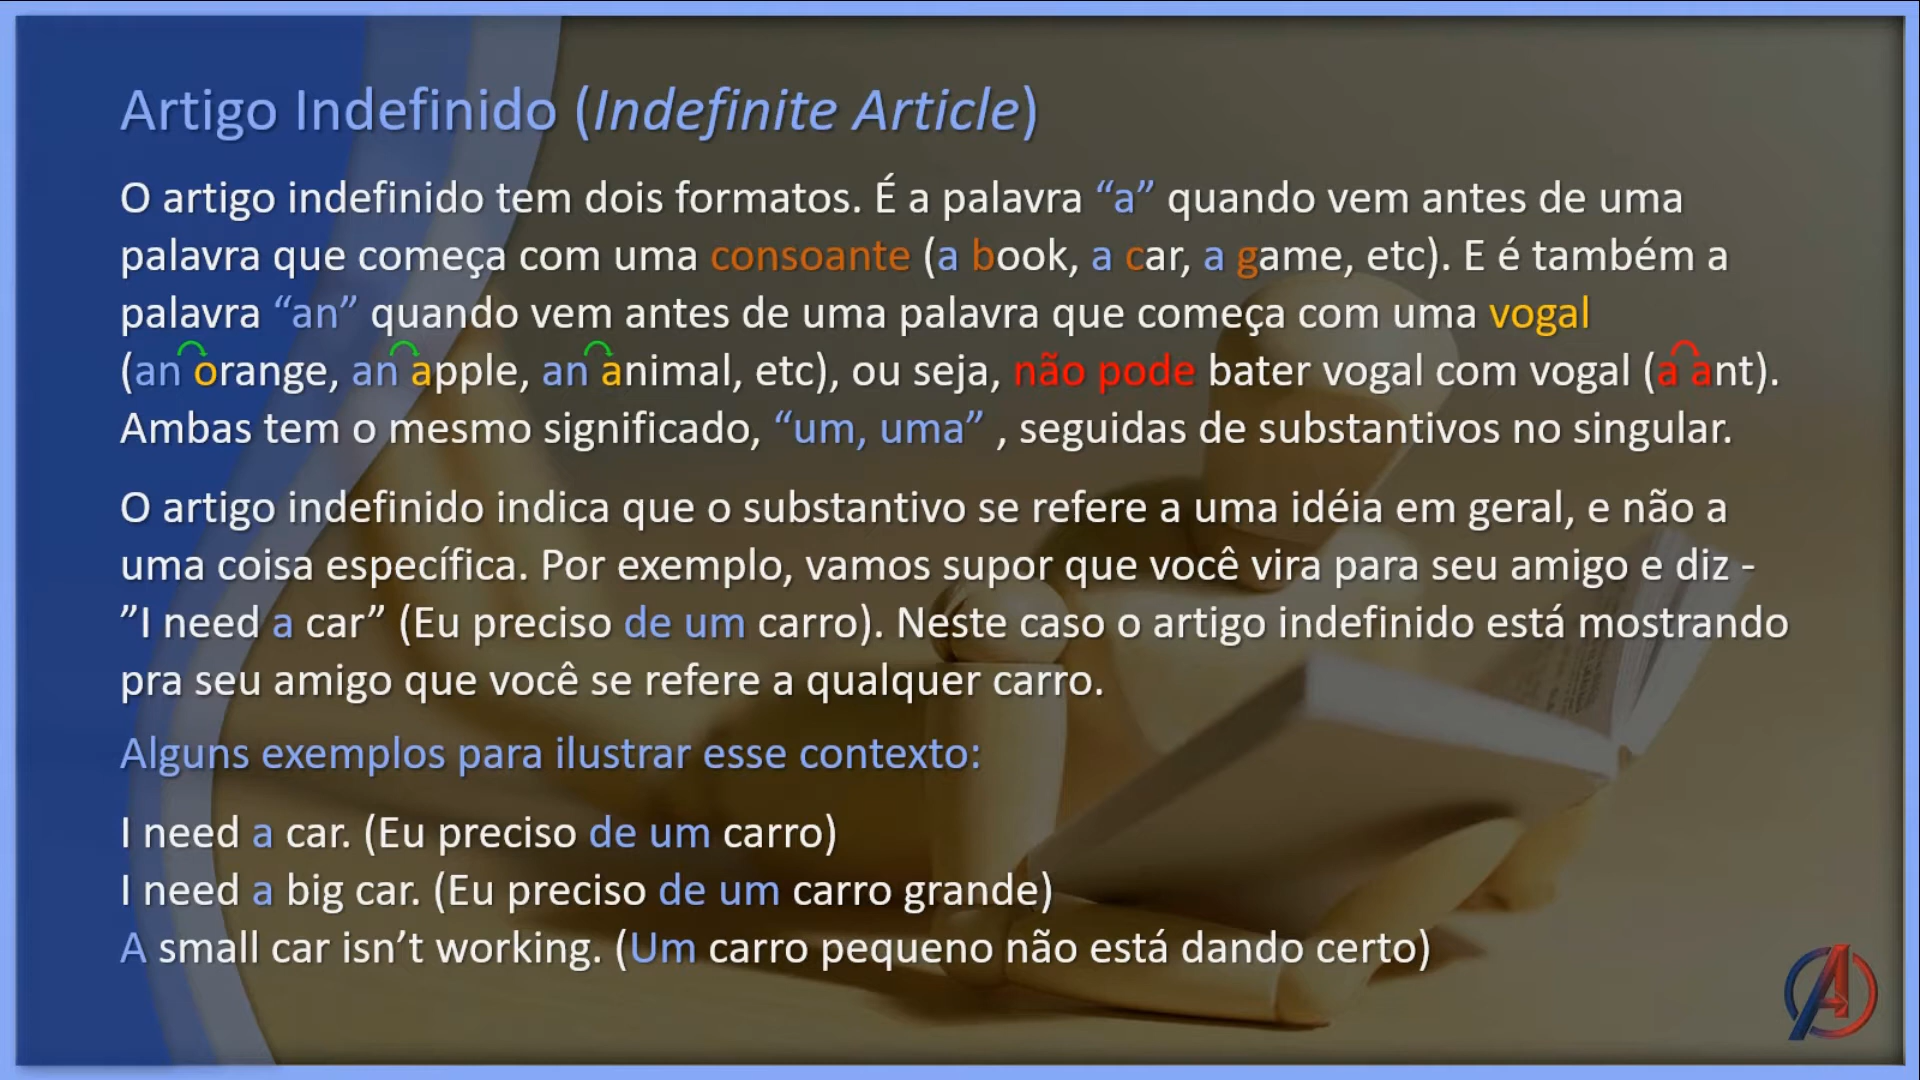 Artigo Indefinido (Indefinite Article)
O artigo indefinido tem dois formatos. É a palavra “a” quando vem antes de uma
palavra que começa com uma consoante (a book, a car, a game, etc). E é também a
palavra “an” quando vem antes de uma palavra que começa com uma vogal
(an orange, an apple, an animal, etc), ou seja, não pode bater vogal com vogal (a ant).
Ambas tem o mesmo significado, “um, uma” , seguidas de substantivos no singular.
O artigo indefinido indica que o substantivo se refere a uma idéia em geral, e não a
uma coisa específica. Por exemplo, vamos supor que você vira para seu amigo e diz -
”I need a car” (Eu preciso de um carro). Neste caso o artigo indefinido está mostrando
pra seu amigo que você se refere a qualquer carro.
Alguns exemplos para ilustrar esse contexto:
I need a car. (Eu preciso de um carro)
I need a big car. (Eu preciso de um carro grande)
A small car isn’t working. (Um carro pequeno não está dando certo)